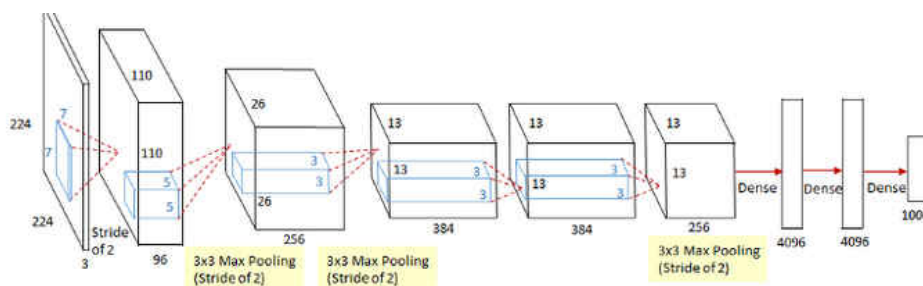 224
7
7
224
Stride
of 2
3
110
110
5
5
96
3x3 Max Pooling
(Stride of 2)
26
3
3
26
256
3x3 Max Pooling
(Stride of 2)
13
13
3
3
384
13
13
3
3
384
13
13
256
3x3 Max Pooling
(Stride of 2)
Dense
4096
Dense
4096
Dense
100